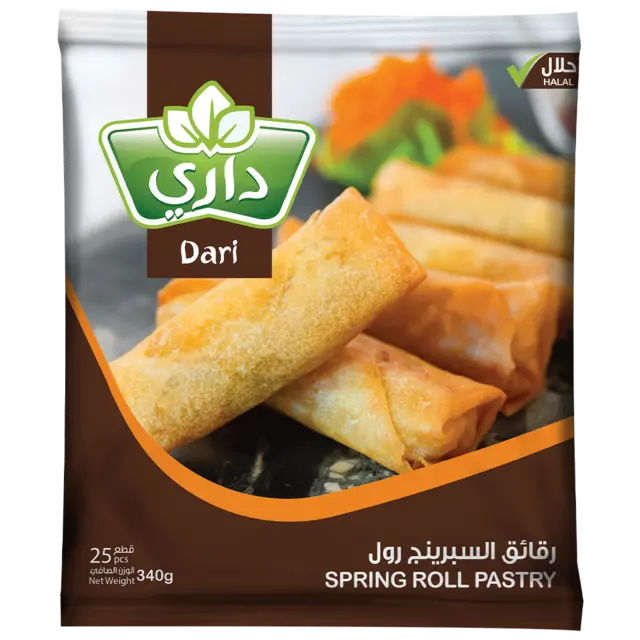 حلال
HALAL
داري
Dari
رقائق السبرينج رول
SPRING ROLL PASTRY
25 قطع pcs
الوزن الصافي
Net Weight 340g